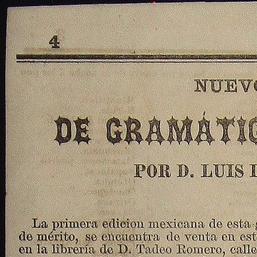 4
NUEVO
DE GRAMÁTIC
POR D. LUIS
La primera edicion mexicana de esta
de mérito, se encuentra de venta en est
en la librería de D. Tadeo Romero, calle